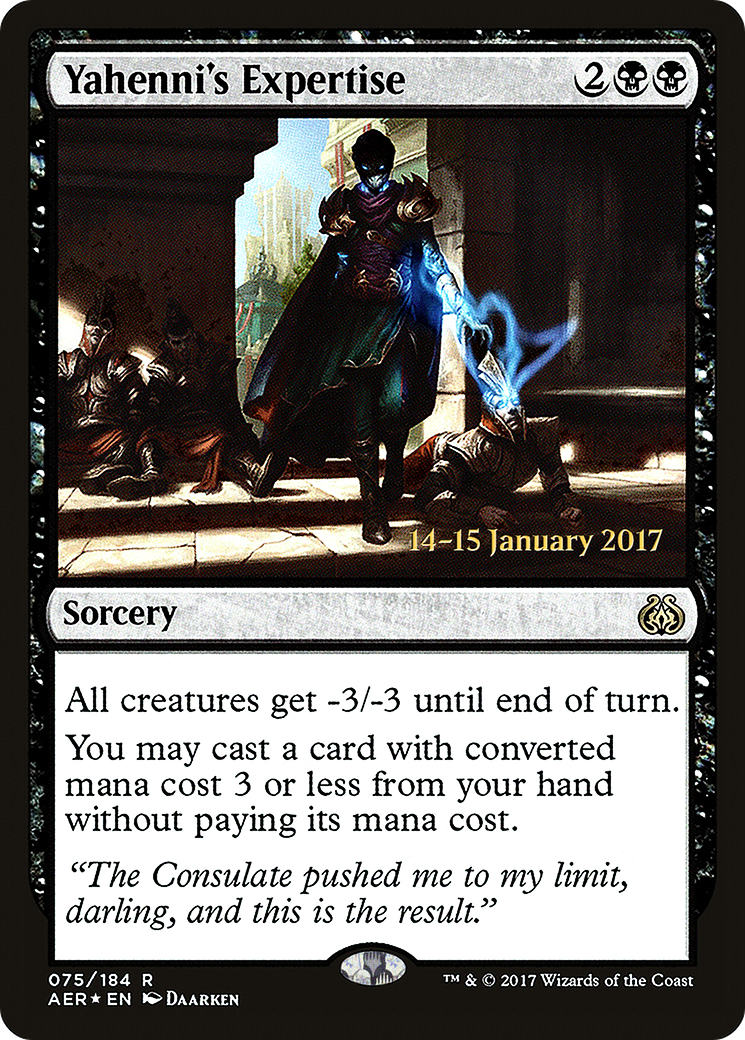 Yahenni's Expertise 2
14–15 January 2017
Sorcery
All creatures get -3/-3 until end of turn.
You may cast a card with converted
mana cost 3 or less from your hand
without paying its mana cost.
“The Consulate pushed me to my limit,
darling, and this is the result.”
075/184 R
™ & © 2017 Wizards of the Coast
AER★EN Daarken